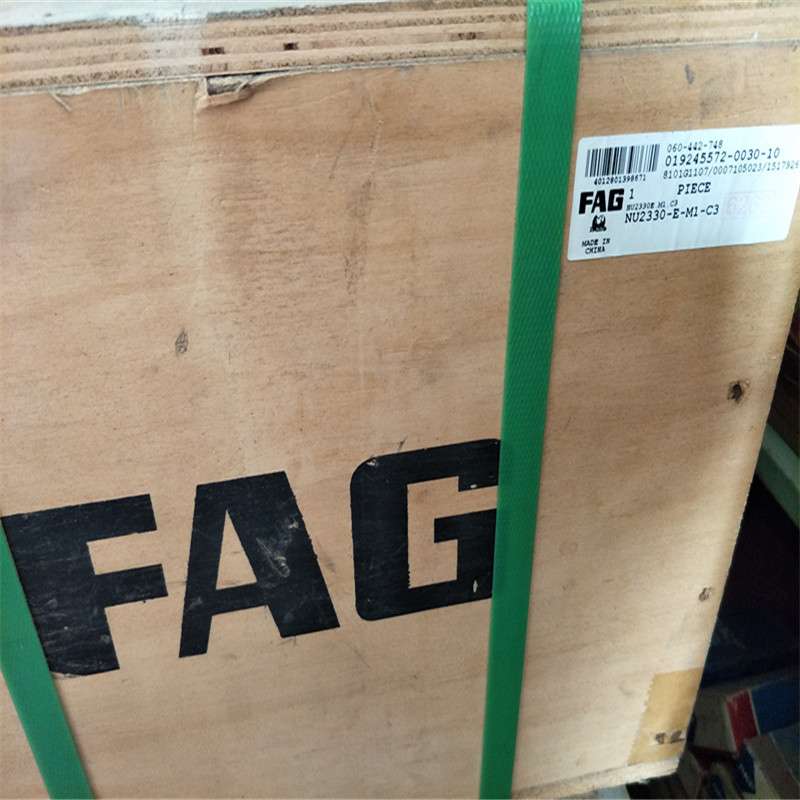 060-442-748
019245572-0030-10
8101G1107/0007105023/1517926
4012801398671
FAG 1 PIECE
NU2330E.M1.C3
NU2330-E-M1-C3
MADE IN
CHINA
FAG